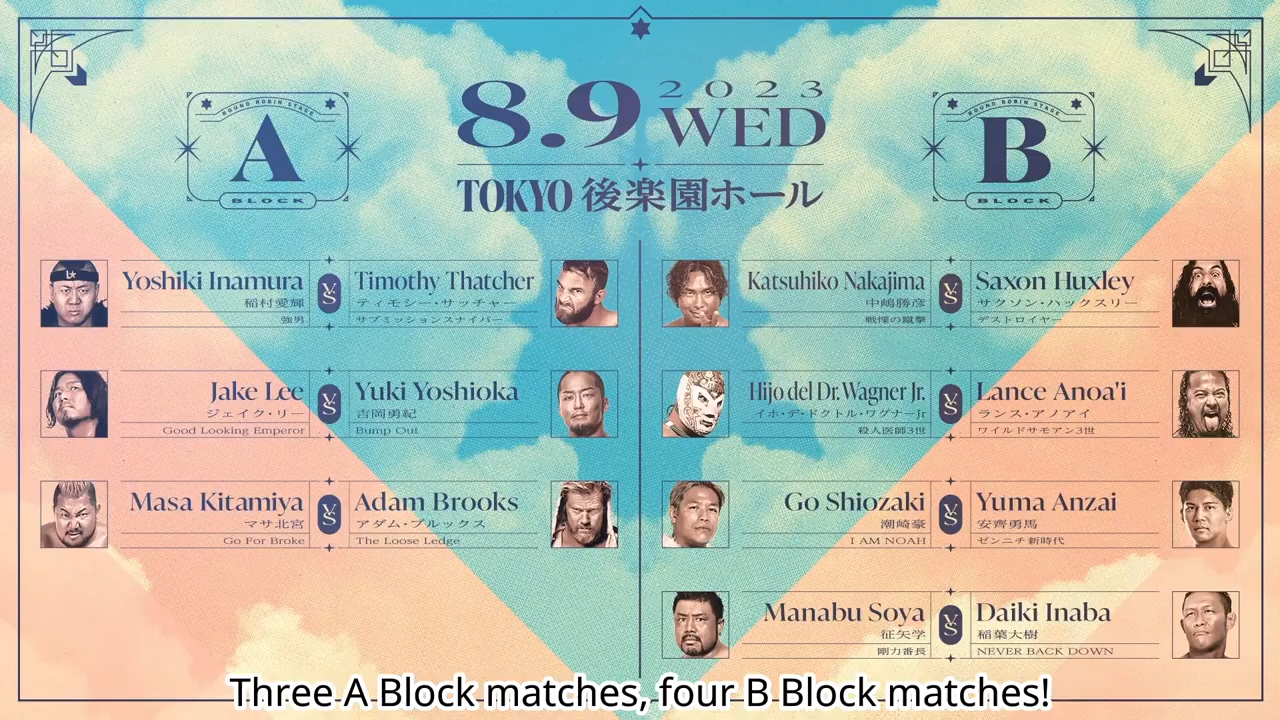 8.9
2023
WED
TOKYO 後楽園ホール
ROUND ROBIN STAGE
A
BLOCK
Yoshiki Inamura
稲村愛輝
強男
VS
Timothy Thatcher
ティモシー・サッチャー
サブミッションスナイパー
Jake Lee
ジェイク・リー
Good Looking Emperor
VS
Yuki Yoshioka
吉岡勇紀
Bump Out
Masa Kitamiya
マサ北宮
Go For Broke
VS
Adam Brooks
アダム・ブルックス
The Loose Ledge
ROUND ROBIN STAGE
B
BLOCK
Katsuhiko Nakajima
中嶋勝彦
戦慄の蹴撃
VS
Saxon Huxley
サクソン・ハックスリー
デストロイヤー
Hijo del Dr. Wagner Jr.
イホ・デ・ドクトル・ワグナーJr
殺人医師3世
VS
Lance Anoa'i
ランス・アノアイ
ワイルドサモアン3世
Go Shiozaki
潮崎豪
I AM NOAH
VS
Yuma Anzai
安齊勇馬
ゼンニチ新時代
Manabu Soya
征矢学
剛力番長
VS
Daiki Inaba
稲葉大樹
NEVER BACK DOWN
Three A Block matches, four B Block matches!